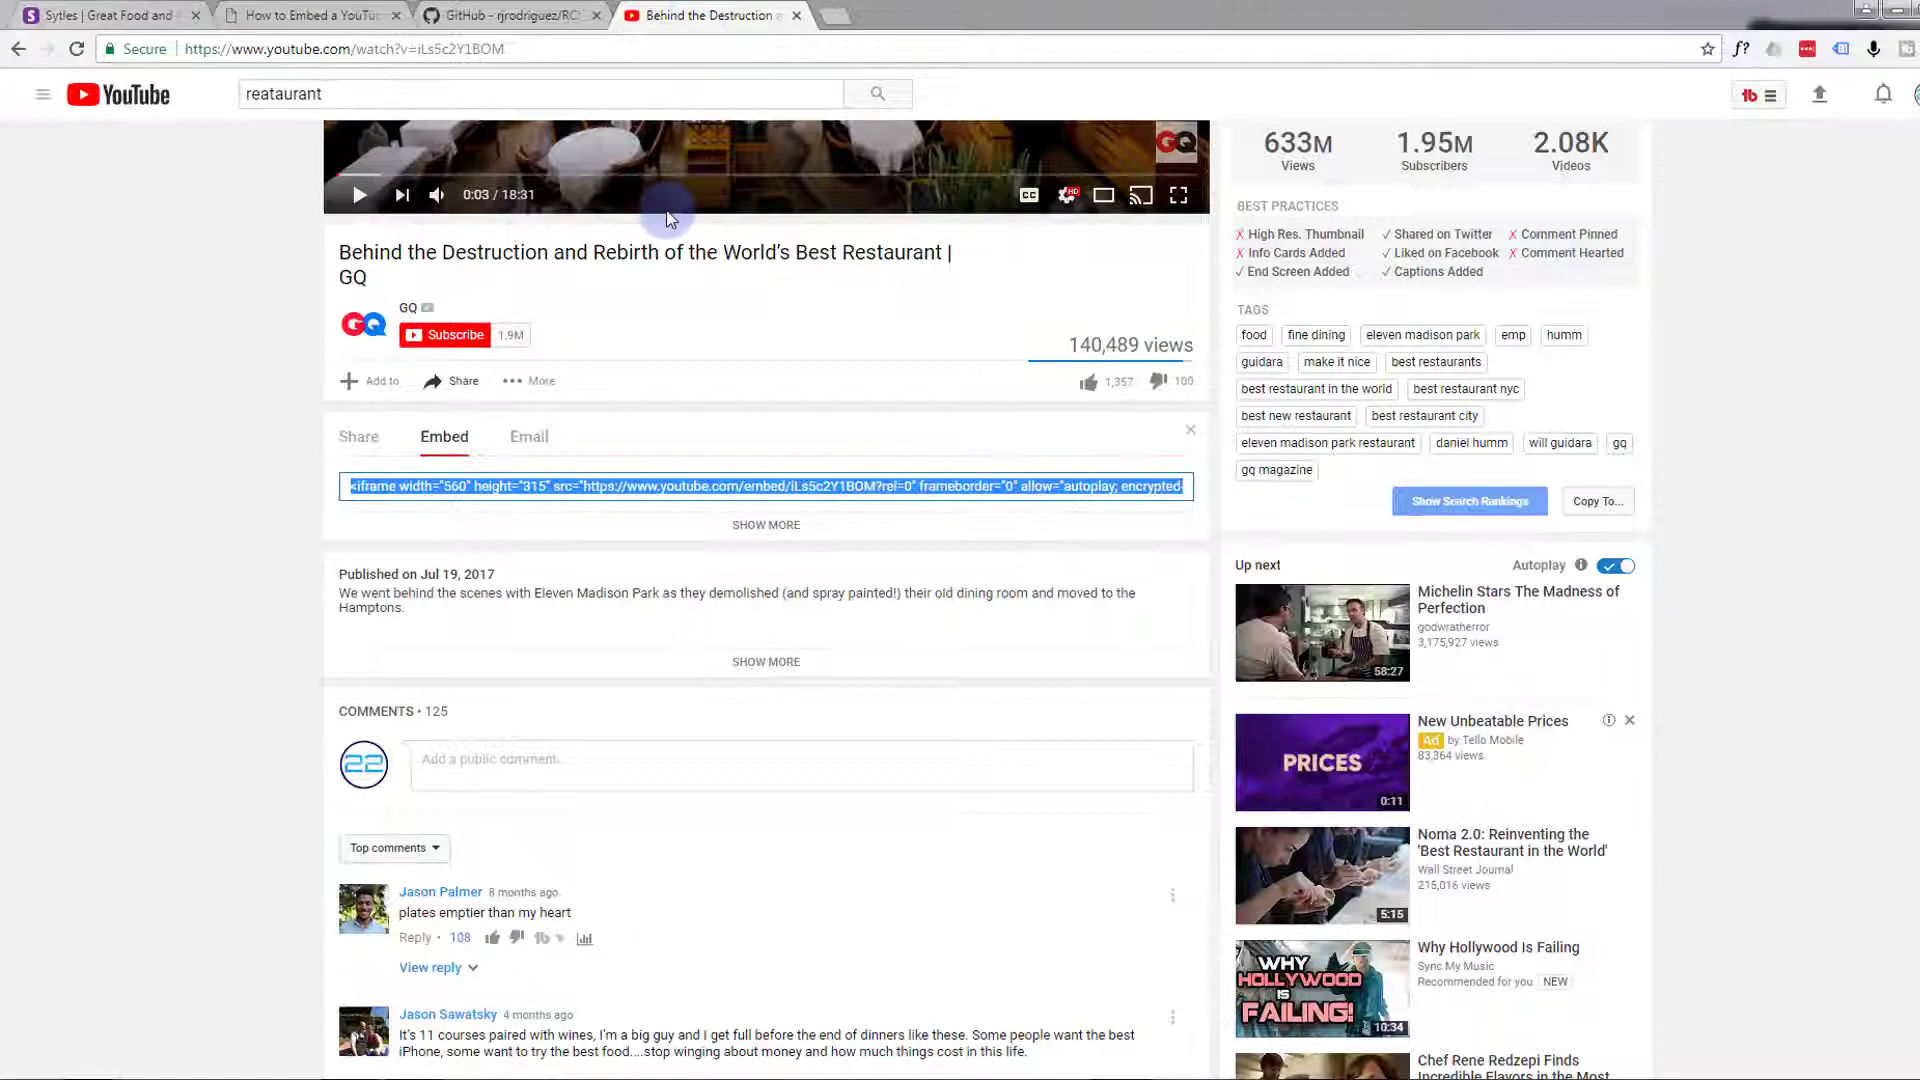 Sytles | Great Food and
How to Embed a YouTu
GitHub - rjrodriguez/RC
Behind the Destruction a
Secure
https://www.youtube.com/watch?v=iLs5c2Y1BOM
f?
YouTube
reataurant
GQ
0:03 / 18:31
CC
HD
Behind the Destruction and Rebirth of the World's Best Restaurant |
GQ
GQ
GQ
Subscribe 1.9M
140,489 views
Add to Share More
1,357 100
Share Embed Email
<iframe width="560" height="315" src="https://www.youtube.com/embed/iLs5c2Y1BOM?rel=0" frameborder="0" allow="autoplay; encrypted-
SHOW MORE
Published on Jul 19, 2017
We went behind the scenes with Eleven Madison Park as they demolished (and spray painted!) their old dining room and moved to the
Hamptons.
SHOW MORE
COMMENTS • 125
22
Add a public comment...
Top comments
Jason Palmer 8 months ago
plates emptier than my heart
Reply • 108
View reply
Jason Sawatsky 4 months ago
It's 11 courses paired with wines, I'm a big guy and I get full before the end of dinners like these. Some people want the best
iPhone, some want to try the best food....stop winging about money and how much things cost in this life.
633M 1.95M 2.08K
Views Subscribers Videos
BEST PRACTICES
✗ High Res. Thumbnail ✓ Shared on Twitter ✗ Comment Pinned
✗ Info Cards Added ✓ Liked on Facebook ✗ Comment Hearted
✓ End Screen Added ✓ Captions Added
TAGS
food fine dining eleven madison park emp humm
guidara make it nice best restaurants
best restaurant in the world best restaurant nyc
best new restaurant best restaurant city
eleven madison park restaurant daniel humm will guidara gq
gq magazine
Show Search Rankings Copy To...
Up next Autoplay
Michelin Stars The Madness of
Perfection
godwratherror
3,175,927 views
58:27
New Unbeatable Prices
Ad by Tello Mobile
83,364 views
PRICES
0:11
Noma 2.0: Reinventing the
'Best Restaurant in the World'
Wall Street Journal
215,016 views
5:15
Why Hollywood Is Failing
Sync My Music
Recommended for you NEW
WHY
HOLLYWOOD
IS
FAILING!
10:34
Chef Rene Redzepi Finds
Incredible Flavors in the Most